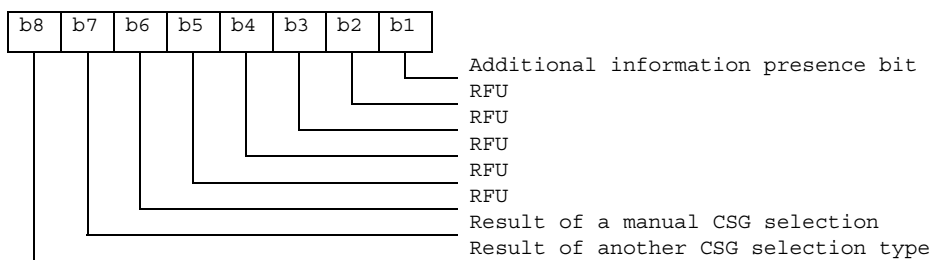 b8 b7 b6 b5 b4 b3 b2 b1
Additional information presence bit
RFU
RFU
RFU
RFU
RFU
Result of a manual CSG selection
Result of another CSG selection type